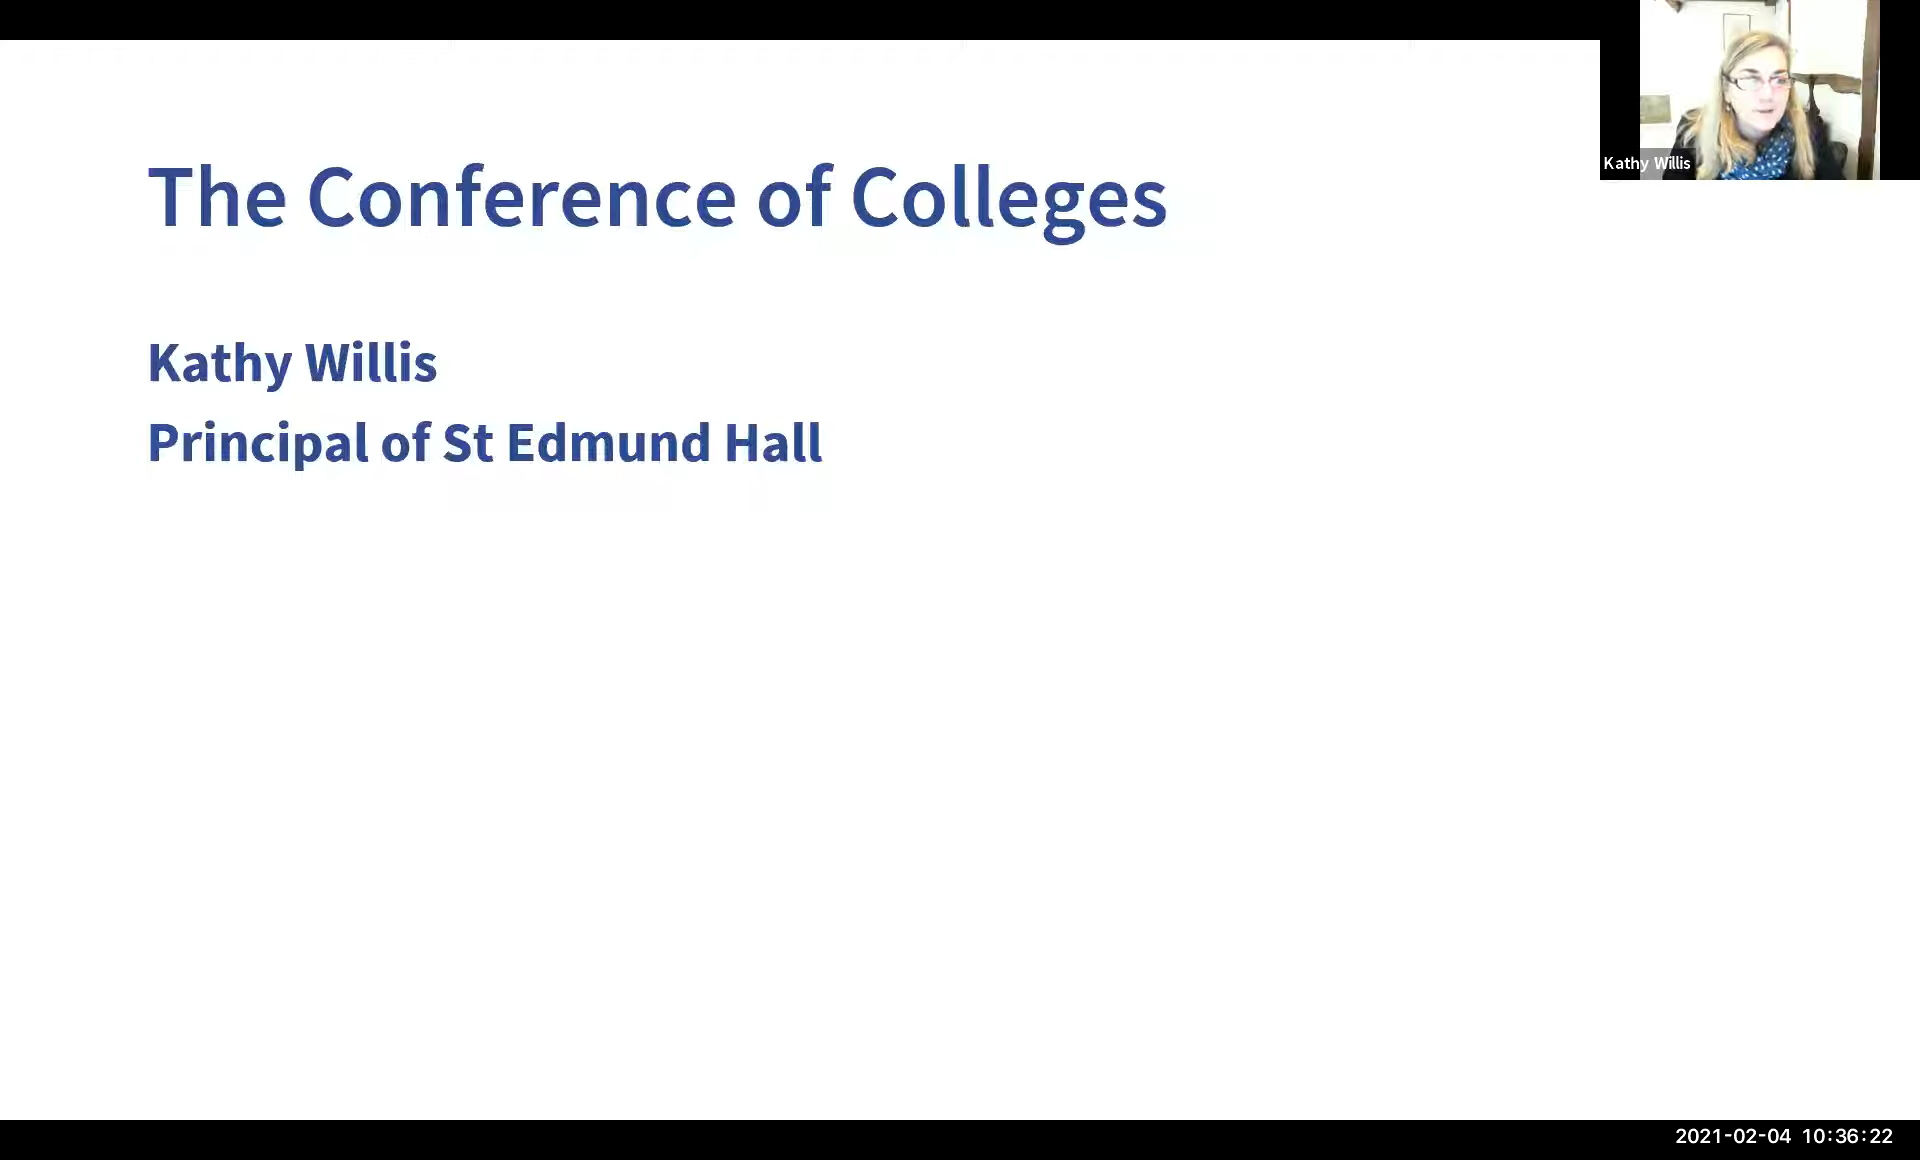 The Conference of Colleges
Kathy Willis
Kathy Willis
Principal of St Edmund Hall
2021-02-04 10:36:22